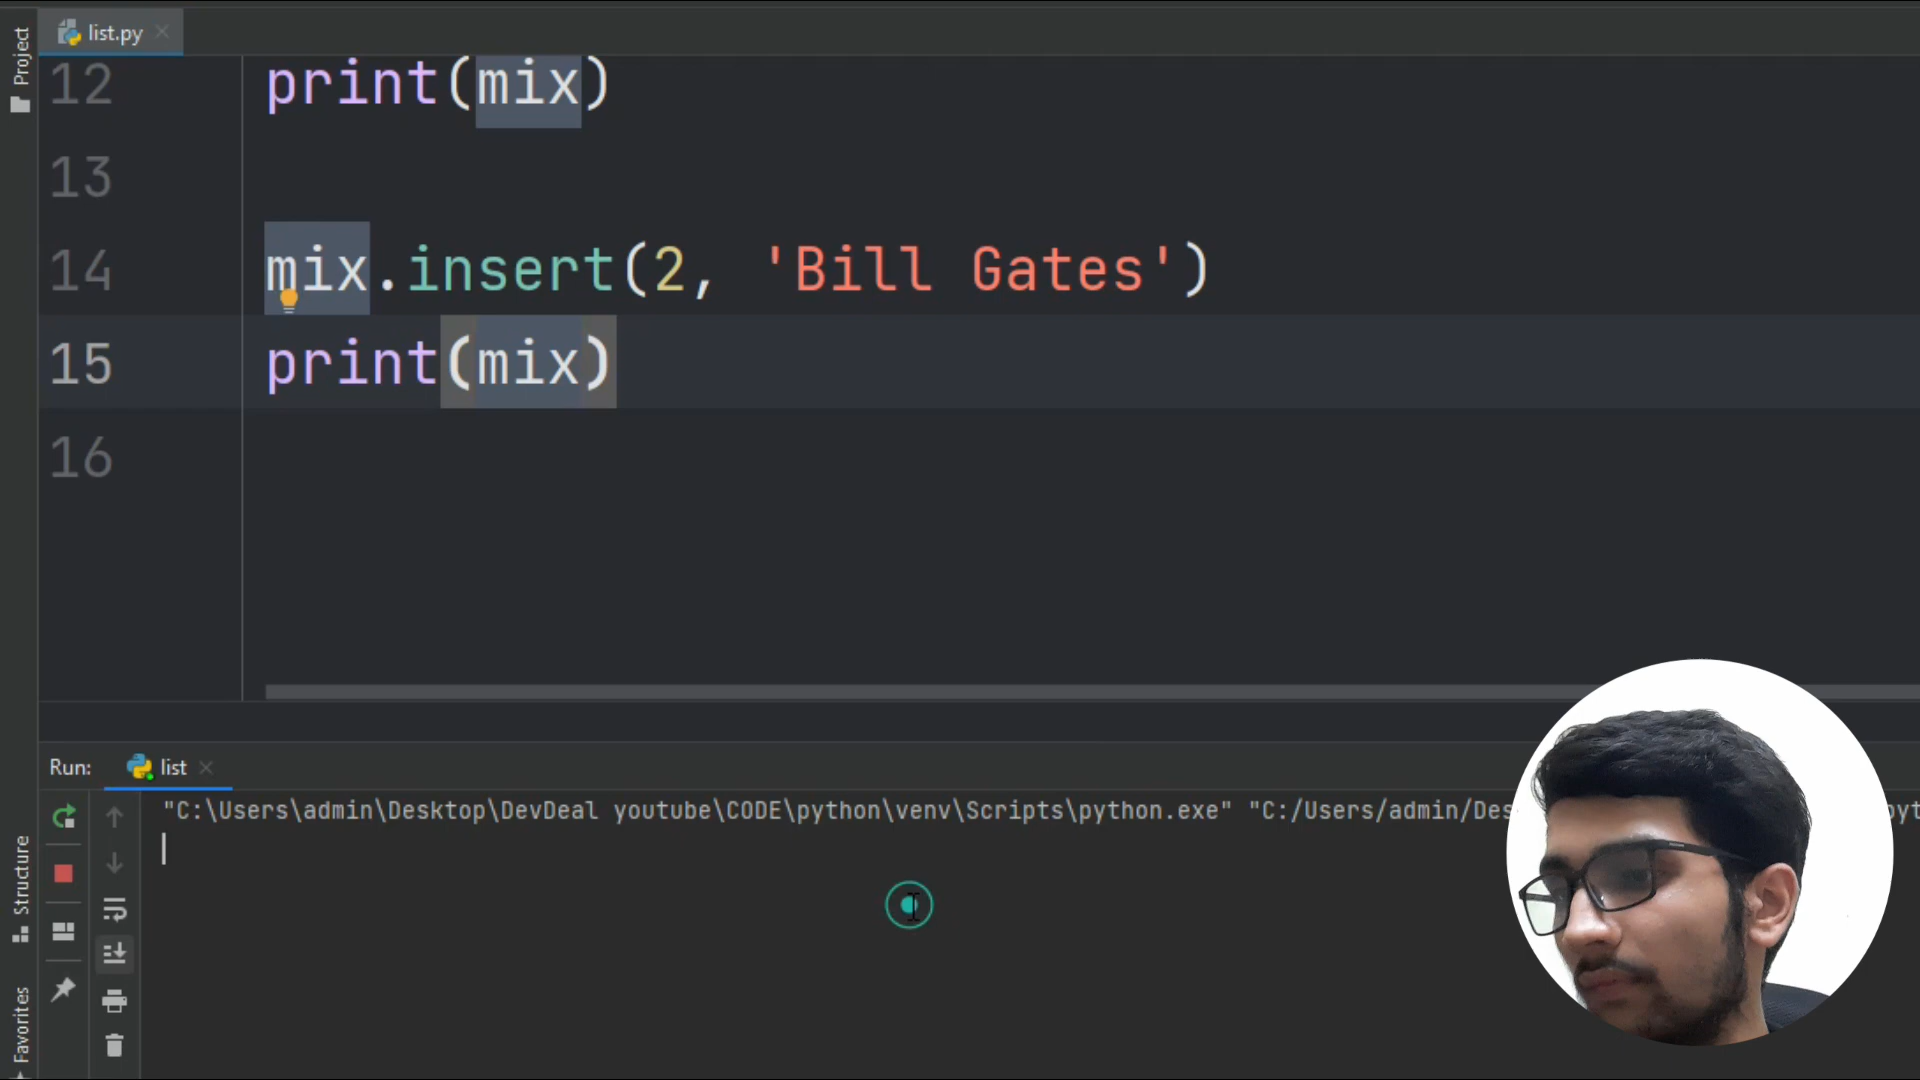 Project
list.py
12 print(mix)
13
14 mix.insert(2, 'Bill Gates')
15 print(mix)
16
Run: list
"C:\Users\admin\Desktop\DevDeal youtube\CODE\python\venv\Scripts\python.exe" "C:/Users/admin/Des
Structure
Favorites